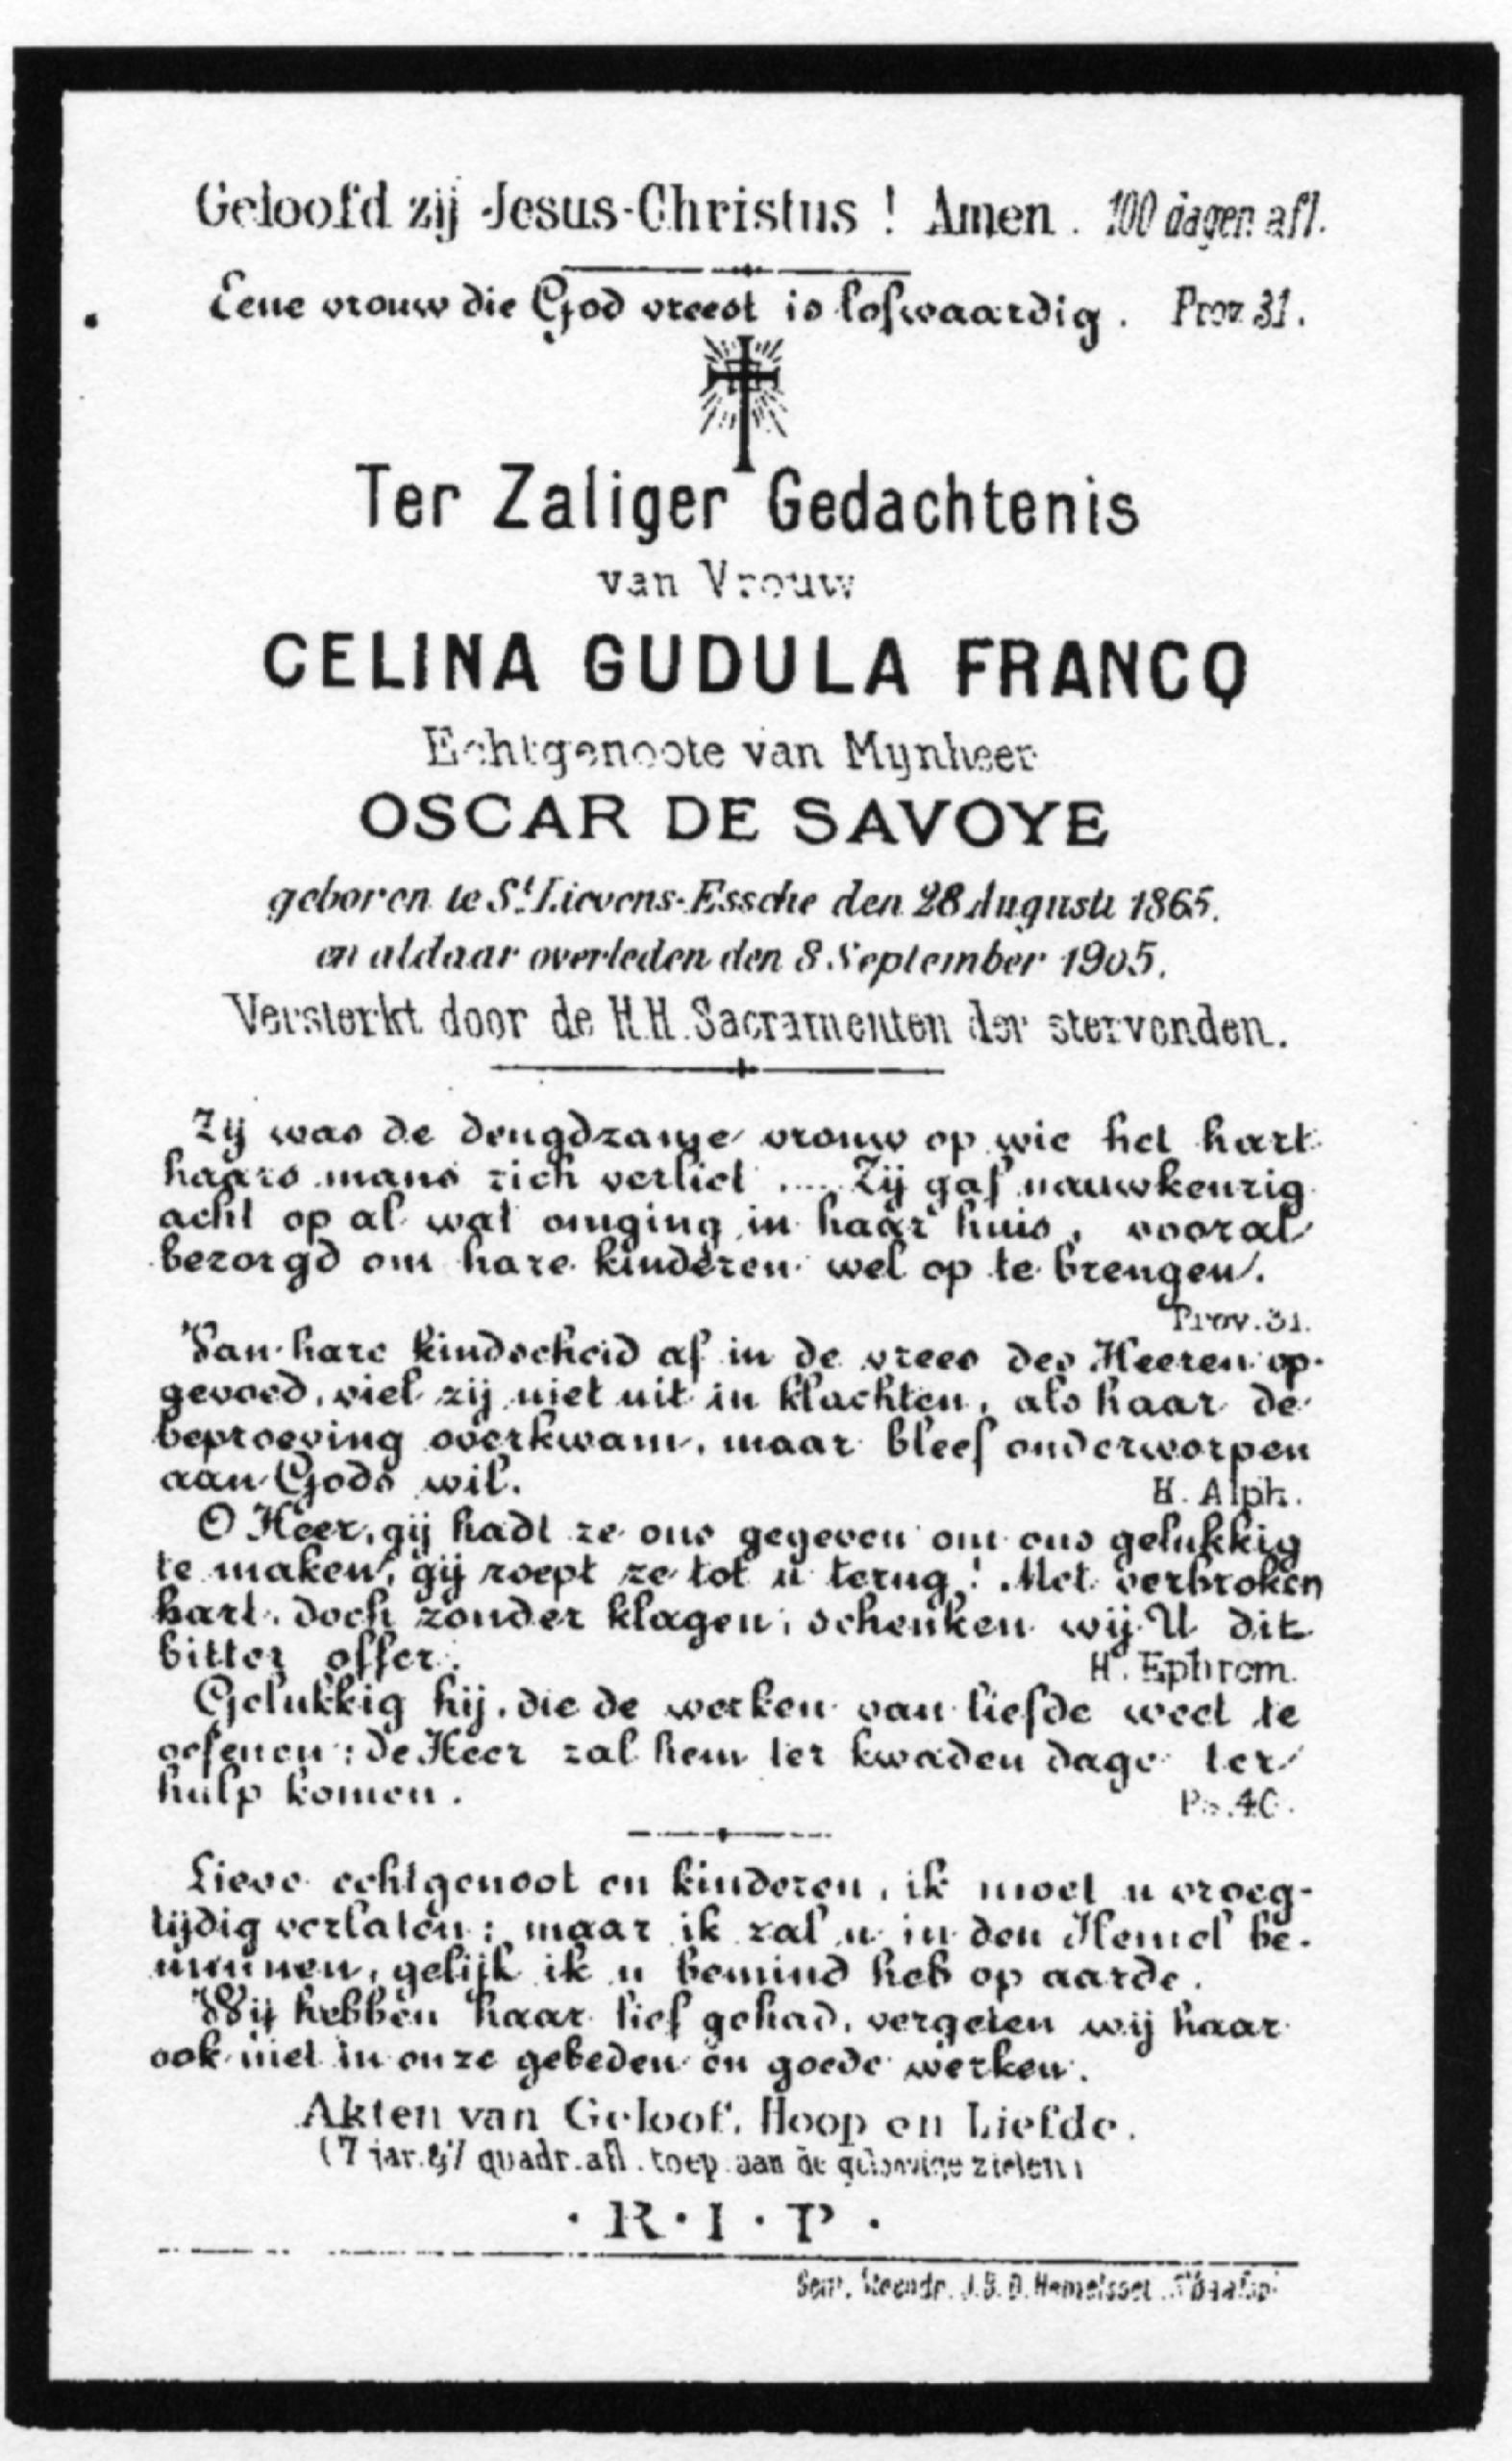 Geloofd zij Jesus-Christus ! Amen. 100 dagen afl.
Eene vrouw die God vreest is lofwaardig. Prov 31.
Ter Zaliger Gedachtenis
van Vrouw
CELINA GUDULA FRANCQ
Echtgenoote van Mynheer
OSCAR DE SAVOYE
geboren te St Lievens-Essche den 28 Augusti 1865.
en aldaar overleden den 8 September 1905.
Versterkt door de H.H. Sacramenten der stervenden.
Zij was de deugdzame vrouw op wie het hart
haars mans zich verliet ..... Zij gaf nauwkeurig
acht op al wat omging in haar huis, vooral
bezorgd om hare kinderen wel op te brengen.
Prov. 31.
Van hare kindscheid af in de vrees des Heeren op-
gevoed, viel zij niet uit in klachten, als haar de
beproeving overkwam, maar bleef onderworpen
aan Gods wil. H. Alph.
O Heer, gij hadt ze ons gegeven om ons gelukkig
te maken, gij roept ze tot u terug ! Met verbroken
hart, doch zonder klagen, schenken wij U dit
bitter offer. H. Ephrem.
Gelukkig hij, die de werken van liefde weet te
oefenen : de Heer zal hem ter kwaden dage ter
hulp komen. Ps. 40.
Lieve echtgenoot en kinderen, ik moet u vroeg-
tijdig verlaten ; maar ik zal u in den Hemel be-
minnen, gelijk ik u bemind heb op aarde.
Wij hebben haar lief gehad, vergeten wij haar
ook niet in onze gebeden en goede werken.
Akten van Geloof, Hoop en Liefde.
(7 jar. & 7 quadr. afl. toep. aan de geloovige zielen)
· R · I · P ·
Steendr. J.B.D. Hemelsoet